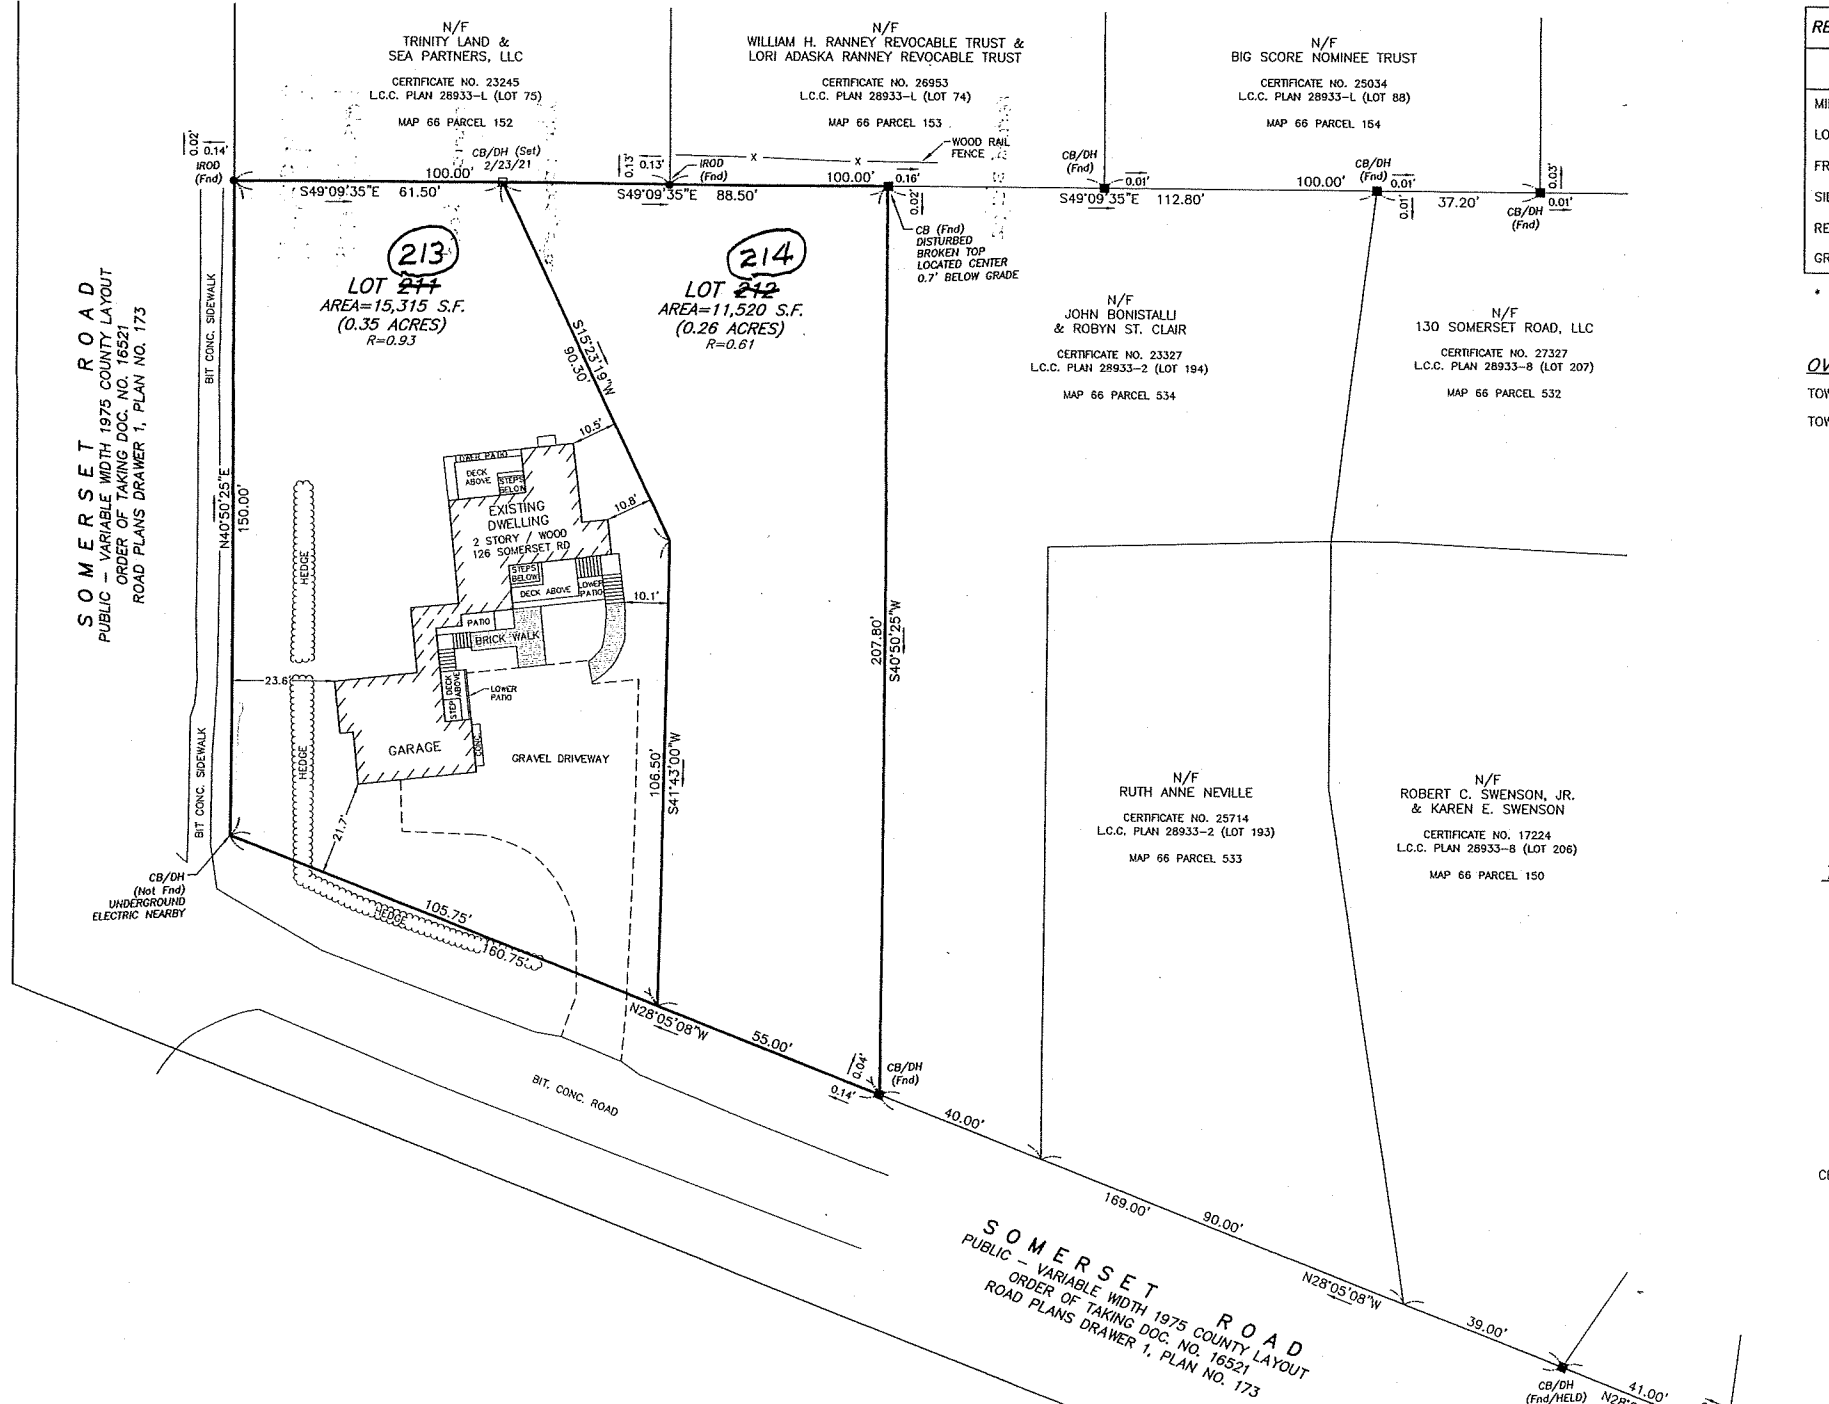 N/F
TRINITY LAND &
SEA PARTNERS, LLC
CERTIFICATE NO. 23245
L.C.C. PLAN 28933-L (LOT 75)
MAP 66 PARCEL 152
N/F
WILLIAM H. RANNEY REVOCABLE TRUST &
LORI ADASKA RANNEY REVOCABLE TRUST
CERTIFICATE NO. 26953
L.C.C. PLAN 28933-L (LOT 74)
MAP 66 PARCEL 153
N/F
BIG SCORE NOMINEE TRUST
CERTIFICATE NO. 25034
L.C.C. PLAN 28933-L (LOT 88)
MAP 66 PARCEL 154
WOOD RAIL
FENCE
0.02'
0.14'
IROD
(Fnd)
CB/DH (Set)
2/23/21
100.00'
S49°09'35"E 61.50'
0.13'
0.13'
IROD
(Fnd)
S49°09'35"E 88.50'
100.00'
0.16'
0.02'
CB (Fnd)
DISTURBED
BROKEN TOP
LOCATED CENTER
0.7' BELOW GRADE
CB/DH
(Fnd)
0.01'
S49°09'35"E 112.80'
100.00'
CB/DH
(Fnd)
0.01'
0.01'
37.20'
0.03'
0.01'
CB/DH
(Fnd)
213
LOT 211
AREA=15,315 S.F.
(0.35 ACRES)
R=0.93
214
LOT 212
AREA=11,520 S.F.
(0.26 ACRES)
R=0.61
N/F
JOHN BONISTALLI
& ROBYN ST. CLAIR
CERTIFICATE NO. 23327
L.C.C. PLAN 28933-2 (LOT 194)
MAP 66 PARCEL 534
N/F
130 SOMERSET ROAD, LLC
CERTIFICATE NO. 27327
L.C.C. PLAN 28933-8 (LOT 207)
MAP 66 PARCEL 532
SOMERSET ROAD
PUBLIC - VARIABLE WIDTH 1975 COUNTY LAYOUT
ORDER OF TAKING DOC. NO. 16521
ROAD PLANS DRAWER 1, PLAN NO. 173
BIT CONC. SIDEWALK
N40°50'25"E
150.00'
S15°23'19"W
90.30'
10.5'
10.8'
10.1'
LOWER PATIO
DECK
ABOVE
STEPS
BELOW
EXISTING
DWELLING
2 STORY / WOOD
126 SOMERSET RD
STEPS
BELOW
DECK ABOVE
LOWER
PATIO
PATIO
BRICK WALK
HEDGE
23.6'
DECK
ABOVE
STEP
LOWER
PATIO
GARAGE
CONC.
GRAVEL DRIVEWAY
HEDGE
BIT CONC. SIDEWALK
21.7'
106.50'
S41°43'00"W
207.80'
S40°50'25"W
N/F
RUTH ANNE NEVILLE
CERTIFICATE NO. 25714
L.C.C. PLAN 28933-2 (LOT 193)
MAP 66 PARCEL 533
N/F
ROBERT C. SWENSON, JR.
& KAREN E. SWENSON
CERTIFICATE NO. 17224
L.C.C. PLAN 28933-8 (LOT 206)
MAP 66 PARCEL 150
CB/DH
(Not Fnd)
UNDERGROUND
ELECTRIC NEARBY
105.75'
HEDGE
160.75'
N28°05'08"W
55.00'
0.04'
0.14'
CB/DH
(Fnd)
BIT. CONC. ROAD
40.00'
169.00'
90.00'
SOMERSET ROAD
PUBLIC - VARIABLE WIDTH 1975 COUNTY LAYOUT
ORDER OF TAKING DOC. NO. 16521
ROAD PLANS DRAWER 1, PLAN NO. 173
N28°05'08"W
39.00'
CB/DH
(Fnd/HELD)
41.00'